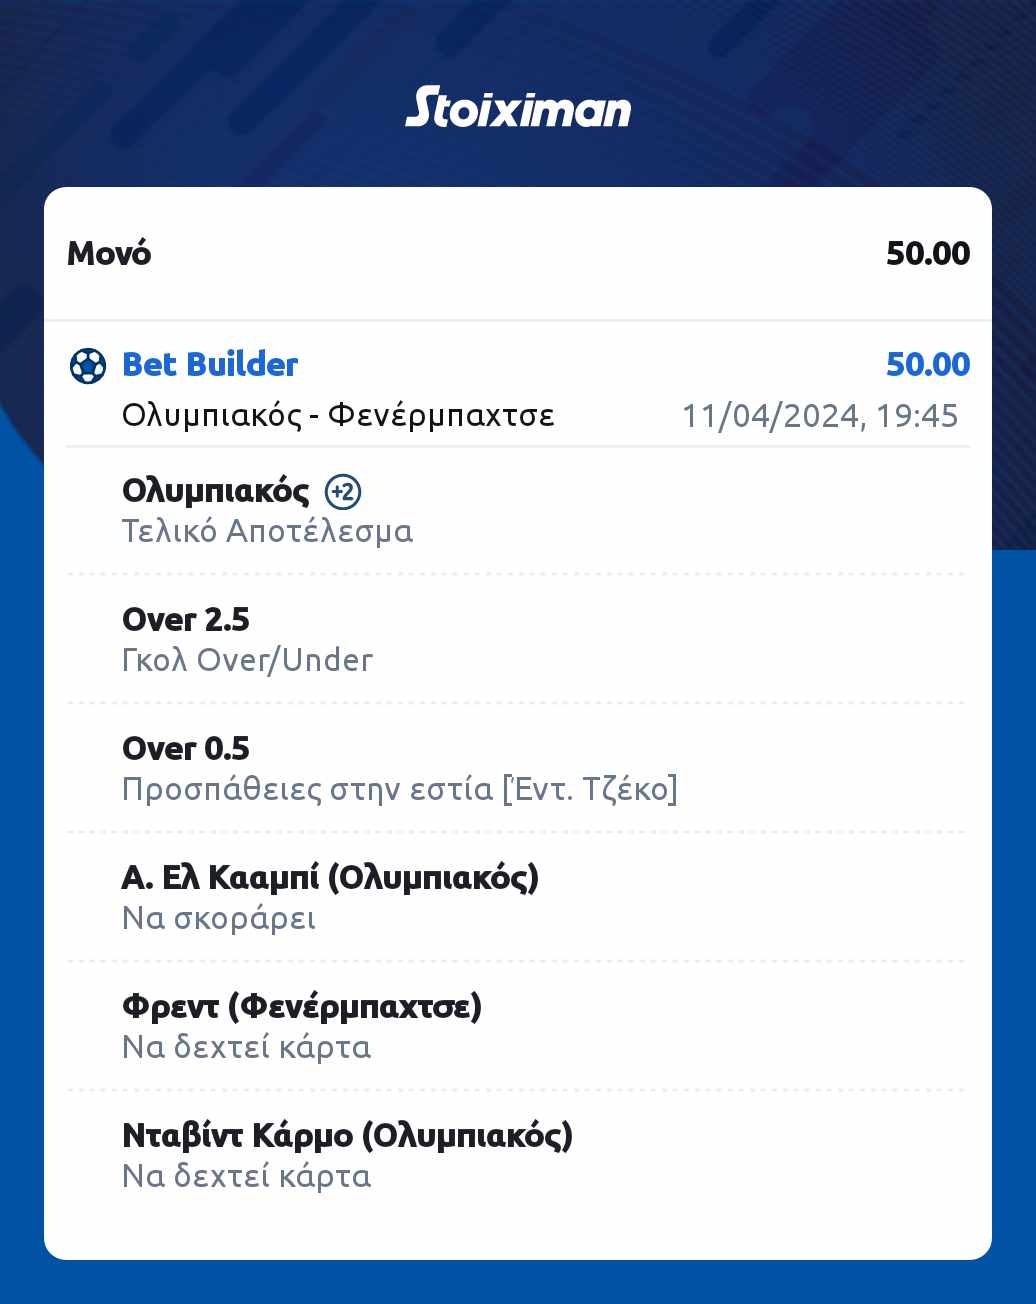 Stoiximan
Μονό 50.00
Bet Builder 50.00
Ολυμπιακός - Φενέρμπαχτσε 11/04/2024, 19:45
Ολυμπιακός +2
Τελικό Αποτέλεσμα
Over 2.5
Γκολ Over/Under
Over 0.5
Προσπάθειες στην εστία [Έντ. Τζέκο]
Α. Ελ Κααμπί (Ολυμπιακός)
Να σκοράρει
Φρεντ (Φενέρμπαχτσε)
Να δεχτεί κάρτα
Νταβίντ Κάρμο (Ολυμπιακός)
Να δεχτεί κάρτα